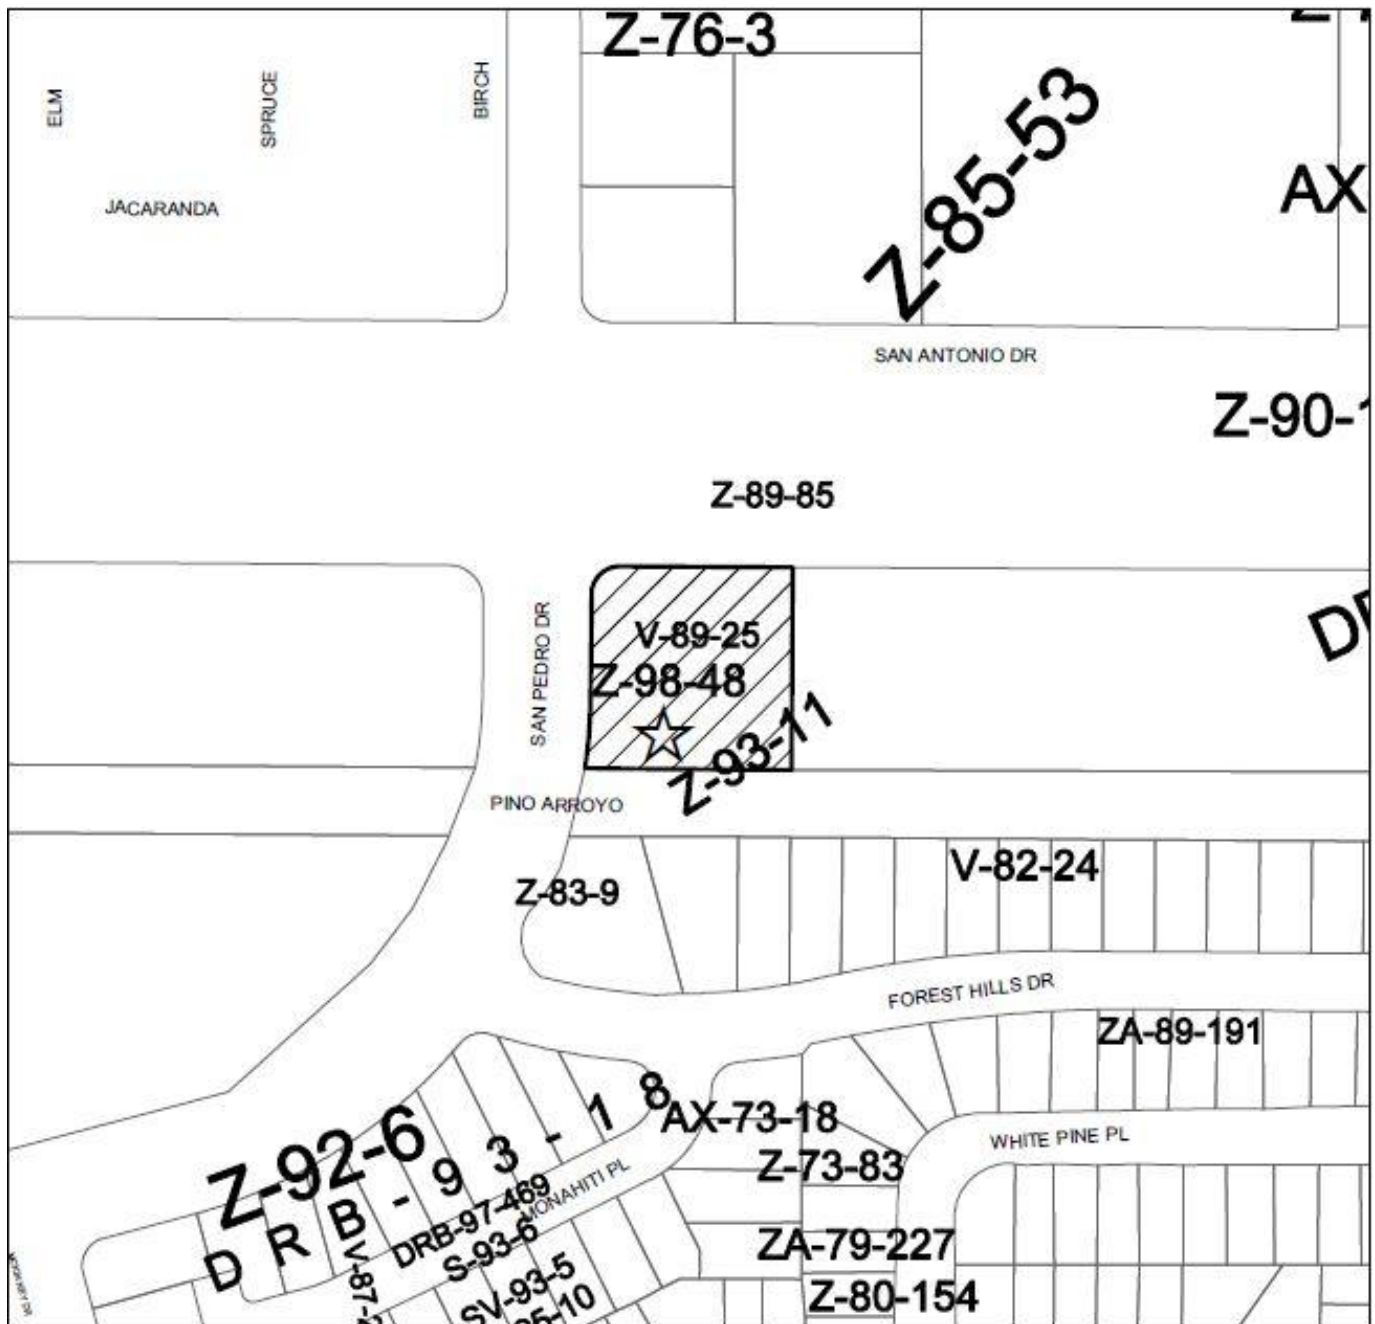 Z-76-3
ELM
SPRUCE
BIRCH
Z-85-53
AX
JACARANDA
SAN ANTONIO DR
Z-90-
Z-89-85
SAN PEDRO DR
V-89-25
Z-98-48
Z-93-11
PINO ARROYO
Z-83-9
V-82-24
FOREST HILLS DR
ZA-89-191
AX-73-18
WHITE PINE PL
Z-92-6
DRB-93-18
Z-73-83
MONAHITI PL
DRB-97-469
S-93-6
ZA-79-227
SV-93-5
Z-80-154